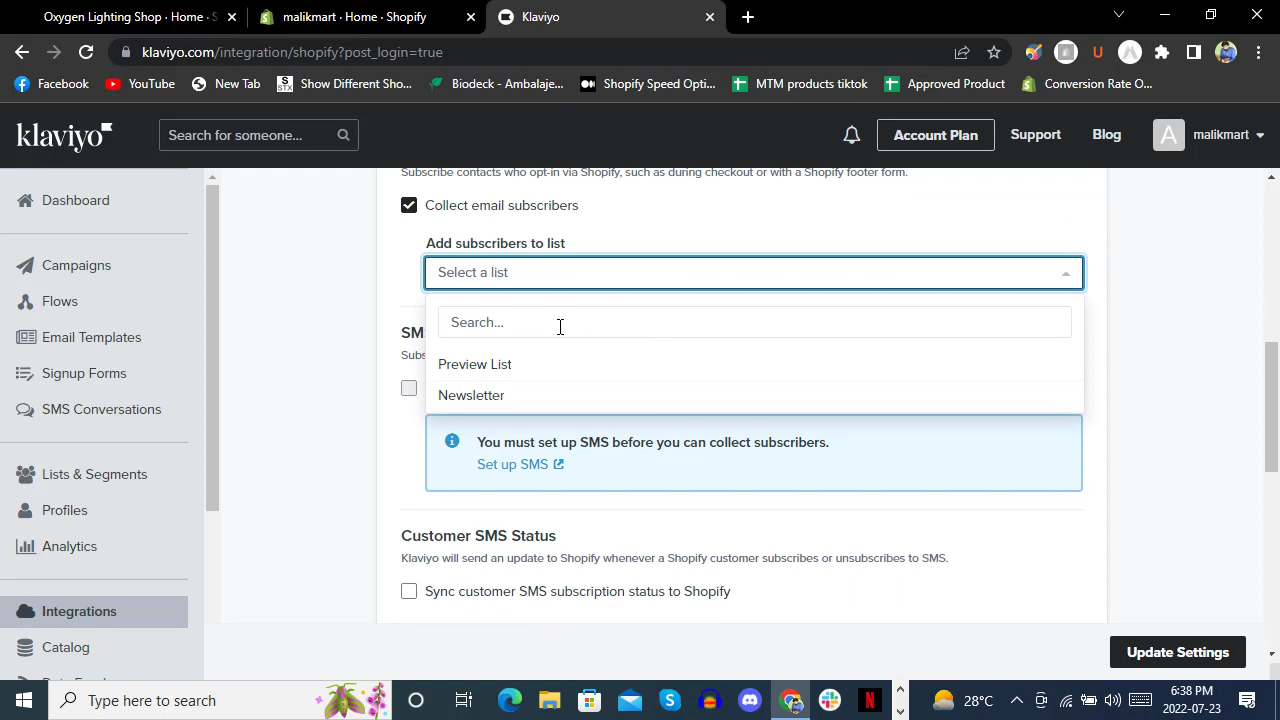 Oxygen Lighting Shop · Home · S
malikmart · Home · Shopify
Klaviyo
klaviyo.com/integration/shopify?post_login=true
Facebook
YouTube
New Tab
STX
Show Different Sho...
Biodeck - Ambalaje...
Shopify Speed Opti...
MTM products tiktok
Approved Product
Conversion Rate O...
klaviyo
Search for someone...
Account Plan
Support
Blog
A
malikmart
Dashboard
Campaigns
Flows
Email Templates
Signup Forms
SMS Conversations
Lists & Segments
Profiles
Analytics
Integrations
Catalog
Subscribe contacts who opt-in via Shopify, such as during checkout or with a Shopify footer form.
Collect email subscribers
Add subscribers to list
Select a list
Search...
Preview List
Newsletter
You must set up SMS before you can collect subscribers.
Set up SMS
Customer SMS Status
Klaviyo will send an update to Shopify whenever a Shopify customer subscribes or unsubscribes to SMS.
Sync customer SMS subscription status to Shopify
Update Settings
Type here to search
28°C
6:38 PM
2022-07-23